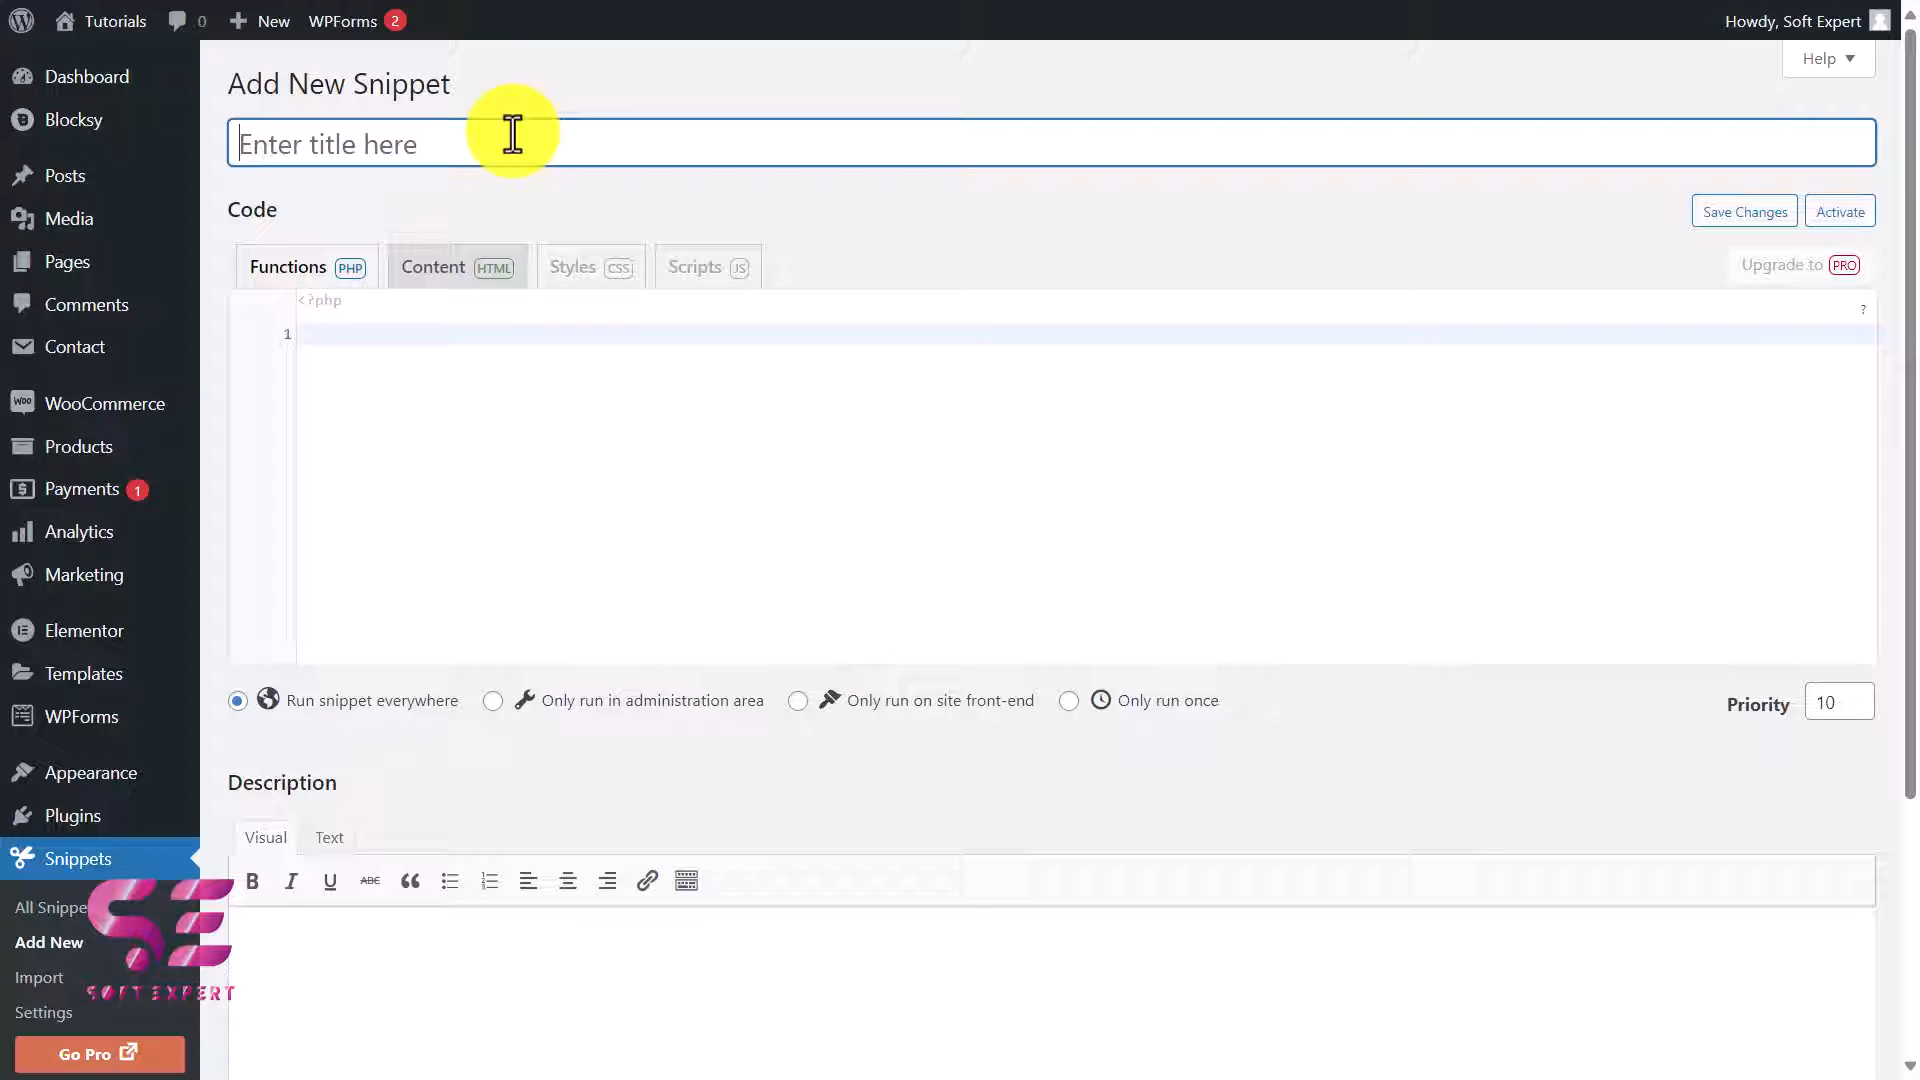 Tutorials 0 New WPForms 2 Howdy, Soft Expert
Help
Dashboard
Blocksy
Posts
Media
Pages
Comments
Contact
WooCommerce
Products
Payments 1
Analytics
Marketing
Elementor
Templates
WPForms
Appearance
Plugins
Snippets
All Snippe
Add New
Import
Settings
Go Pro
SOFT EXPERT
Add New Snippet
Enter title here
Code
Save Changes Activate
Functions PHP Content HTML Styles CSS Scripts JS Upgrade to PRO
<?php
?
1
Run snippet everywhere Only run in administration area Only run on site front-end Only run once Priority 10
Description
Visual Text
B I U ABC